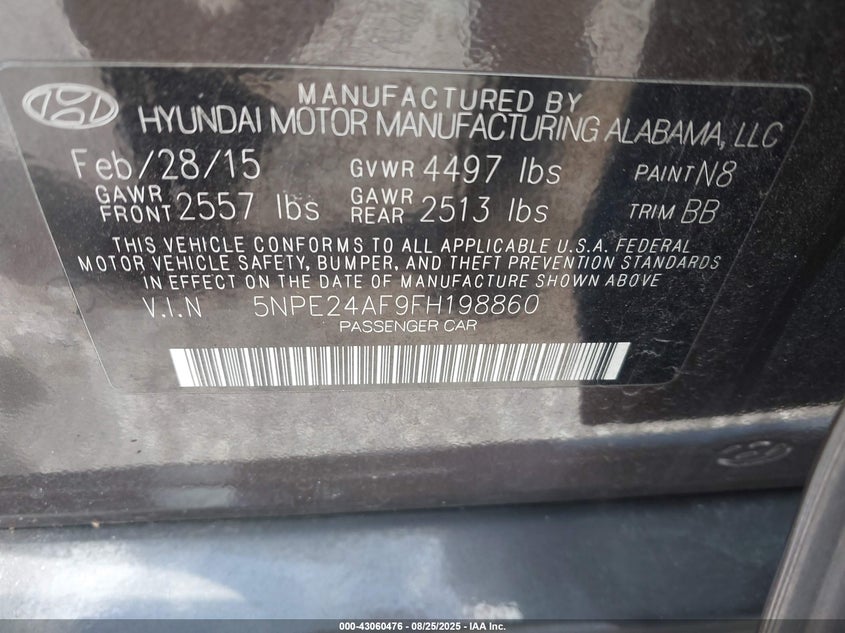 MANUFACTURED BY
HYUNDAI MOTOR MANUFACTURING ALABAMA, LLC
Feb/28/15 GVWR 4497 lbs PAINT N8
GAWR FRONT 2557 lbs GAWR REAR 2513 lbs TRIM BB
THIS VEHICLE CONFORMS TO ALL APPLICABLE U.S.A. FEDERAL
MOTOR VEHICLE SAFETY, BUMPER, AND THEFT PREVENTION STANDARDS
IN EFFECT ON THE DATE OF MANUFACTURE SHOWN ABOVE
V.I.N 5NPE24AF9FH198860
PASSENGER CAR
000-43060476 - 08/25/2025 - IAA Inc.